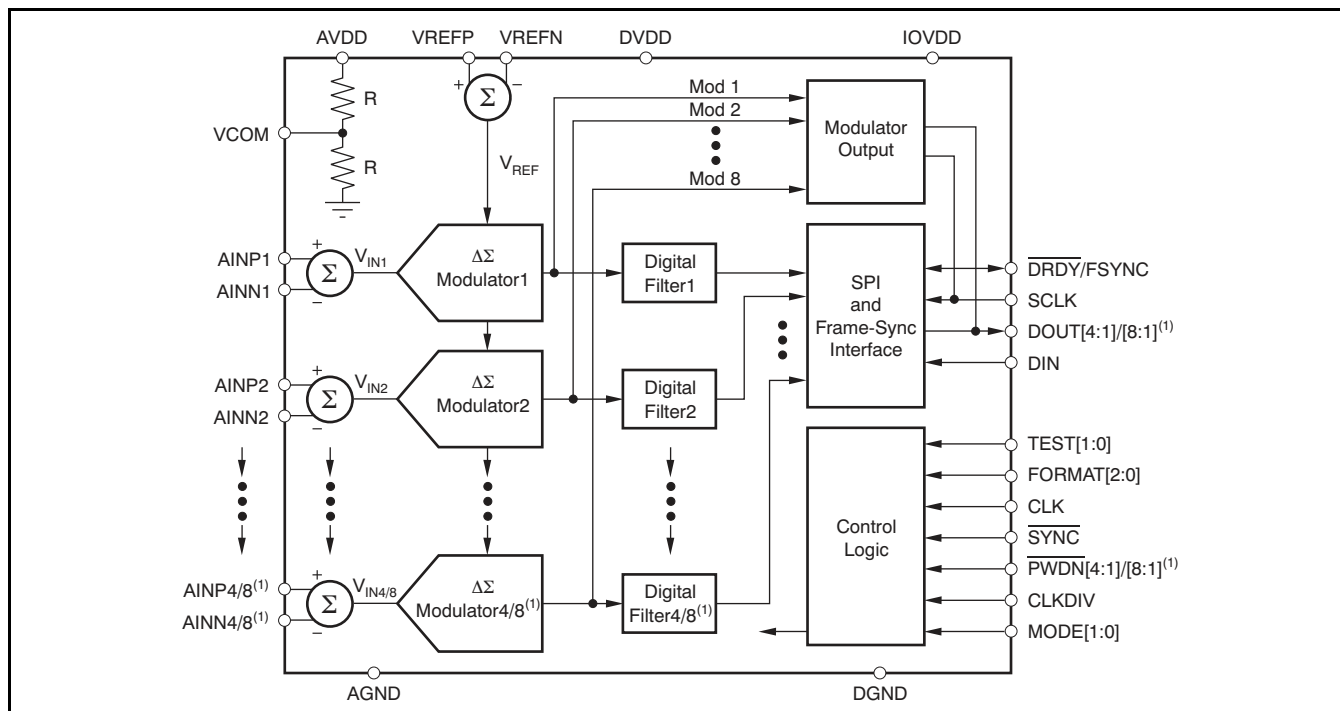 AVDD
VREFP
VREFN
DVDD
IOVDD
+
−
Σ
R
VCOM
R
VREF
Mod 1
Mod 2
Mod 8
Modulator
Output
AINP1
AINN1
+
−
Σ
VIN1
ΔΣ
Modulator1
Digital
Filter1
SPI
and
Frame-Sync
Interface
DRDY/FSYNC
SCLK
DOUT[4:1]/[8:1](1)
DIN
AINP2
AINN2
+
−
Σ
VIN2
ΔΣ
Modulator2
Digital
Filter2
Control
Logic
TEST[1:0]
FORMAT[2:0]
CLK
SYNC
PWDN[4:1]/[8:1](1)
CLKDIV
MODE[1:0]
AINP4/8(1)
AINN4/8(1)
+
−
Σ
VIN4/8
ΔΣ
Modulator4/8(1)
Digital
Filter4/8(1)
AGND
DGND